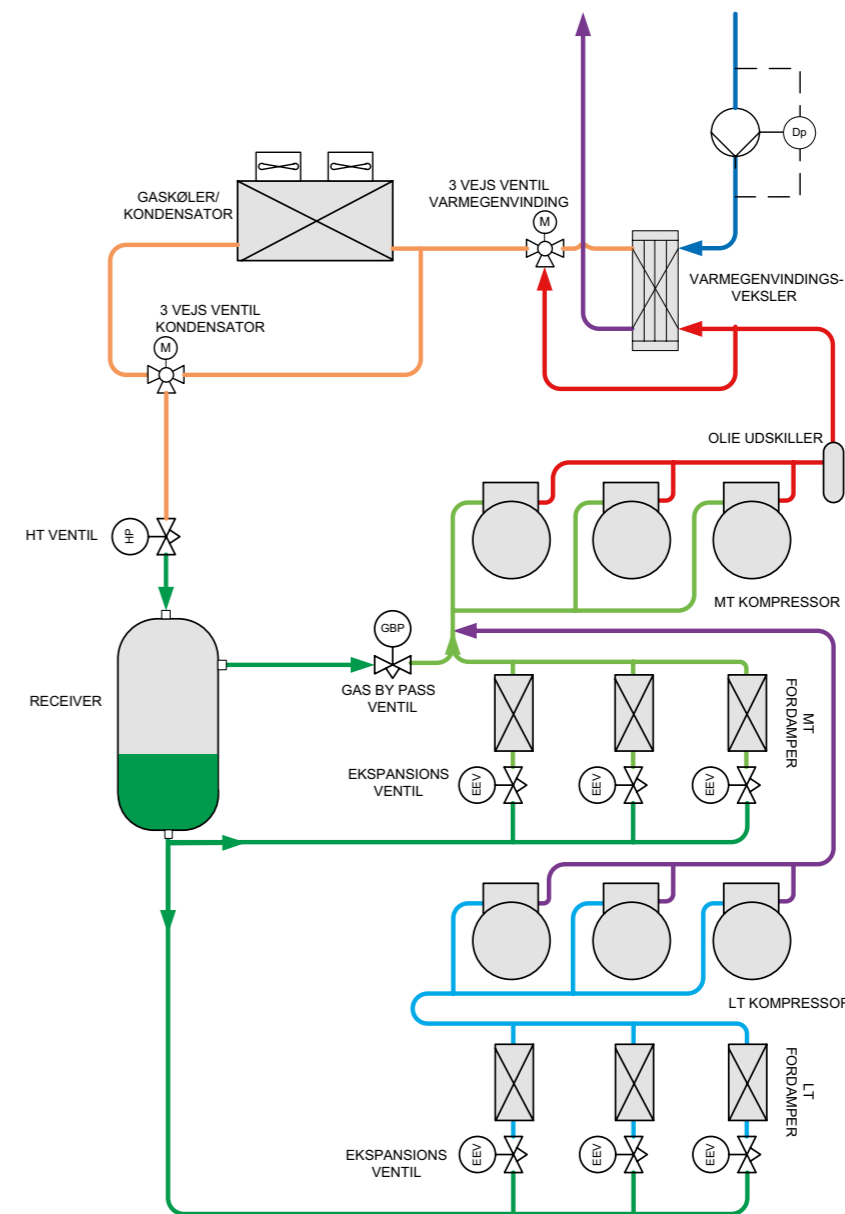 Dp
GASKØLER/
KONDENSATOR
3 VEJS VENTIL
VARMEGENVINDING
M
VARMEGENVINDINGS-
VEKSLER
3 VEJS VENTIL
KONDENSATOR
M
OLIE UDSKILLER
HT VENTIL
HP
MT KOMPRESSOR
GBP
GAS BY PASS
VENTIL
RECEIVER
MT
FORDAMPER
EKSPANSIONS
VENTIL
EEV
EEV
EEV
LT KOMPRESSOR
LT
FORDAMPER
EKSPANSIONS
VENTIL
EEV
EEV
EEV